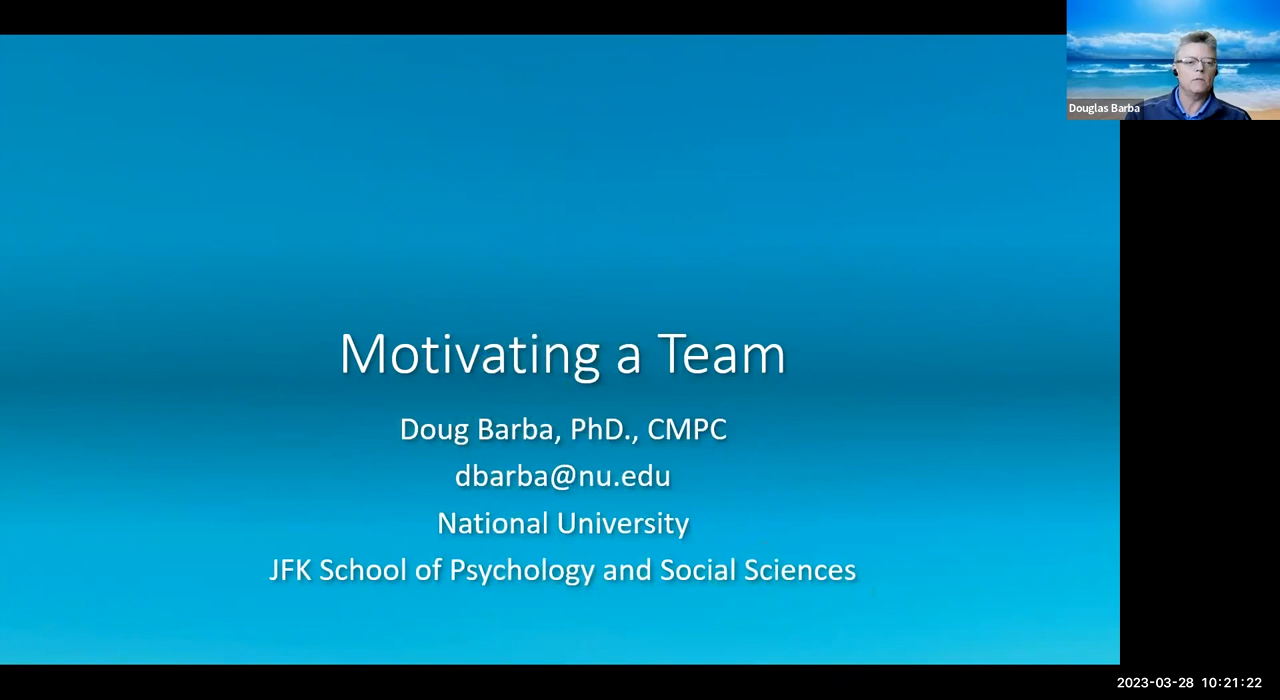 Douglas Barba
Motivating a Team
Doug Barba, PhD., CMPC
dbarba@nu.edu
National University
JFK School of Psychology and Social Sciences
2023-03-28 10:21:22